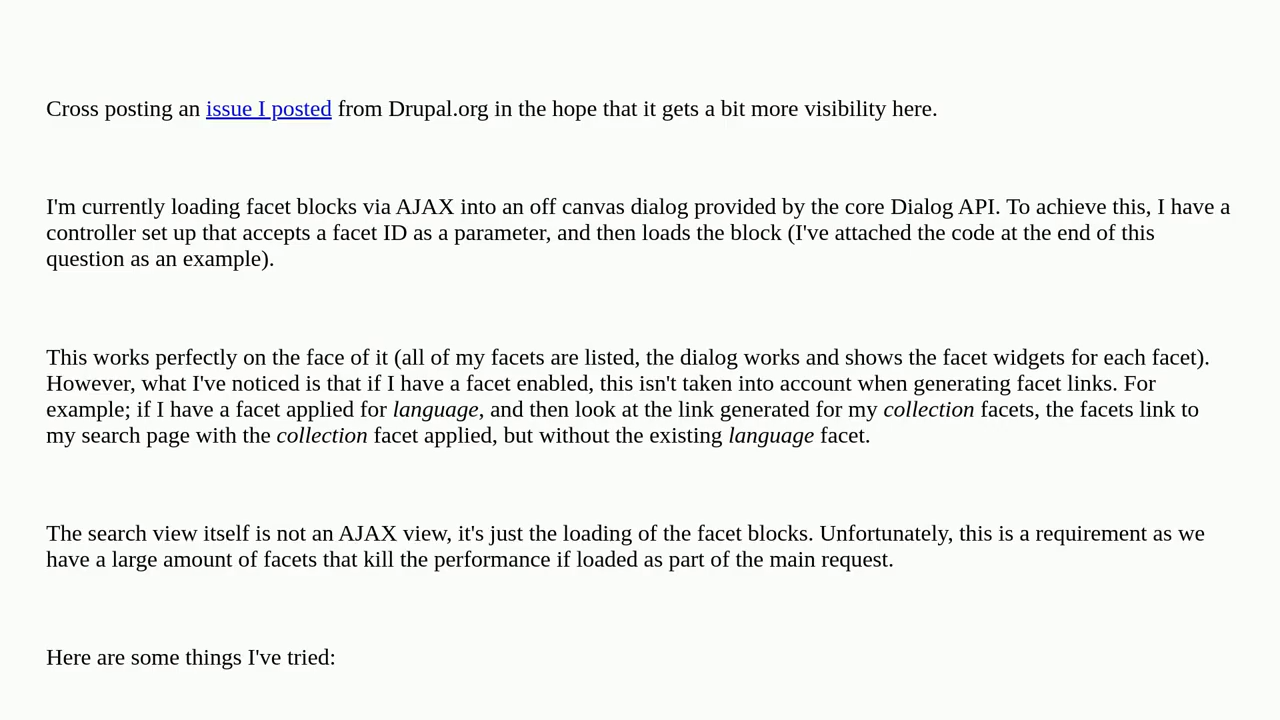 Cross posting an issue I posted from Drupal.org in the hope that it gets a bit more visibility here.
I'm currently loading facet blocks via AJAX into an off canvas dialog provided by the core Dialog API. To achieve this, I have a
controller set up that accepts a facet ID as a parameter, and then loads the block (I've attached the code at the end of this
question as an example).
This works perfectly on the face of it (all of my facets are listed, the dialog works and shows the facet widgets for each facet).
However, what I've noticed is that if I have a facet enabled, this isn't taken into account when generating facet links. For
example; if I have a facet applied for language, and then look at the link generated for my collection facets, the facets link to
my search page with the collection facet applied, but without the existing language facet.
The search view itself is not an AJAX view, it's just the loading of the facet blocks. Unfortunately, this is a requirement as we
have a large amount of facets that kill the performance if loaded as part of the main request.
Here are some things I've tried: